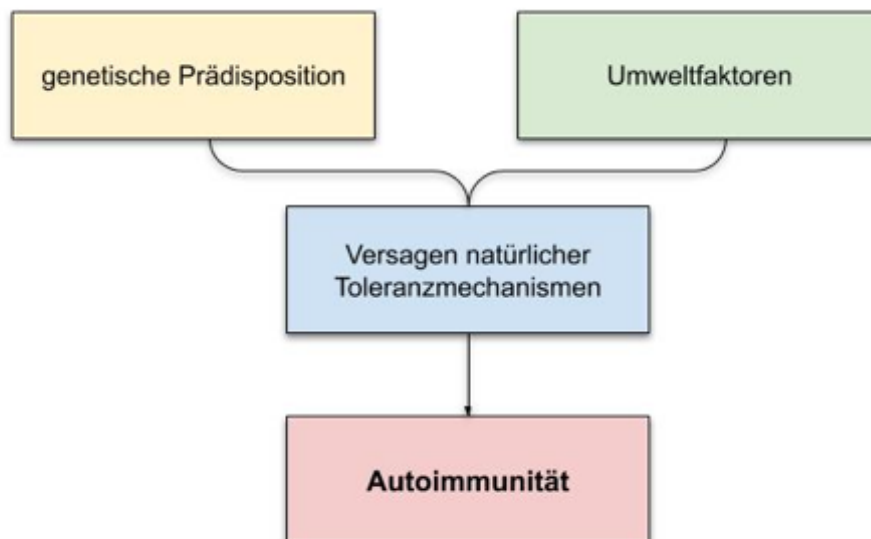 genetische Prädisposition
Umweltfaktoren
Versagen natürlicher
Toleranzmechanismen
Autoimmunität